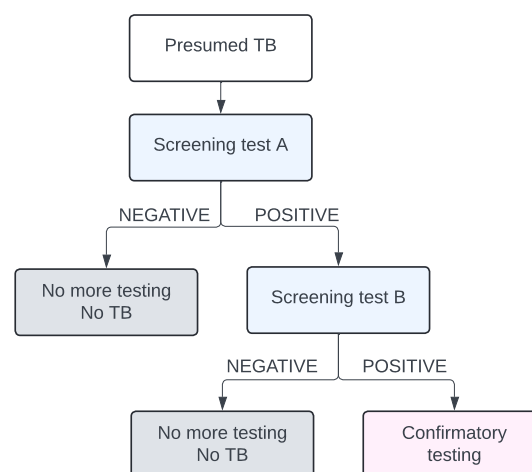 Presumed TB
Screening test A
NEGATIVE
POSITIVE
No more testing
No TB
Screening test B
NEGATIVE
POSITIVE
No more testing
No TB
Confirmatory
testing